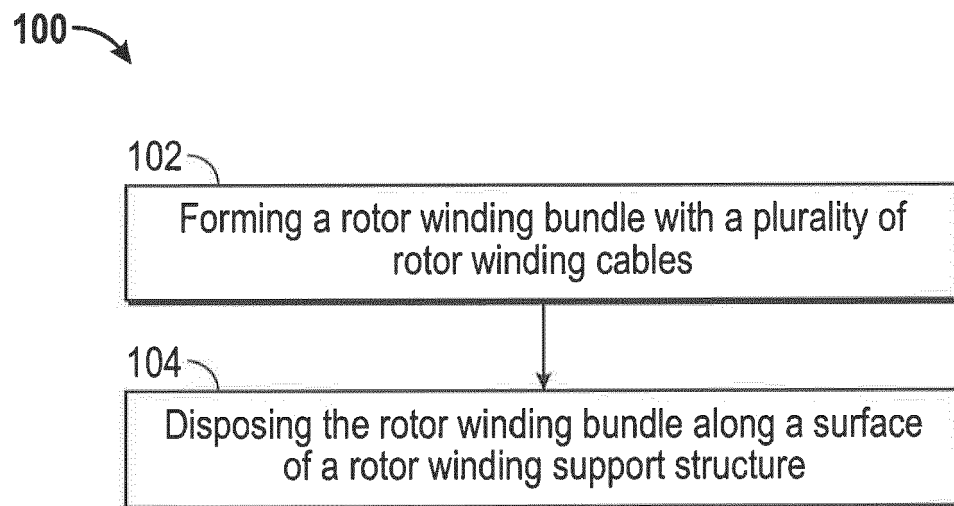 100
102
Forming a rotor winding bundle with a plurality of
rotor winding cables
104
Disposing the rotor winding bundle along a surface
of a rotor winding support structure